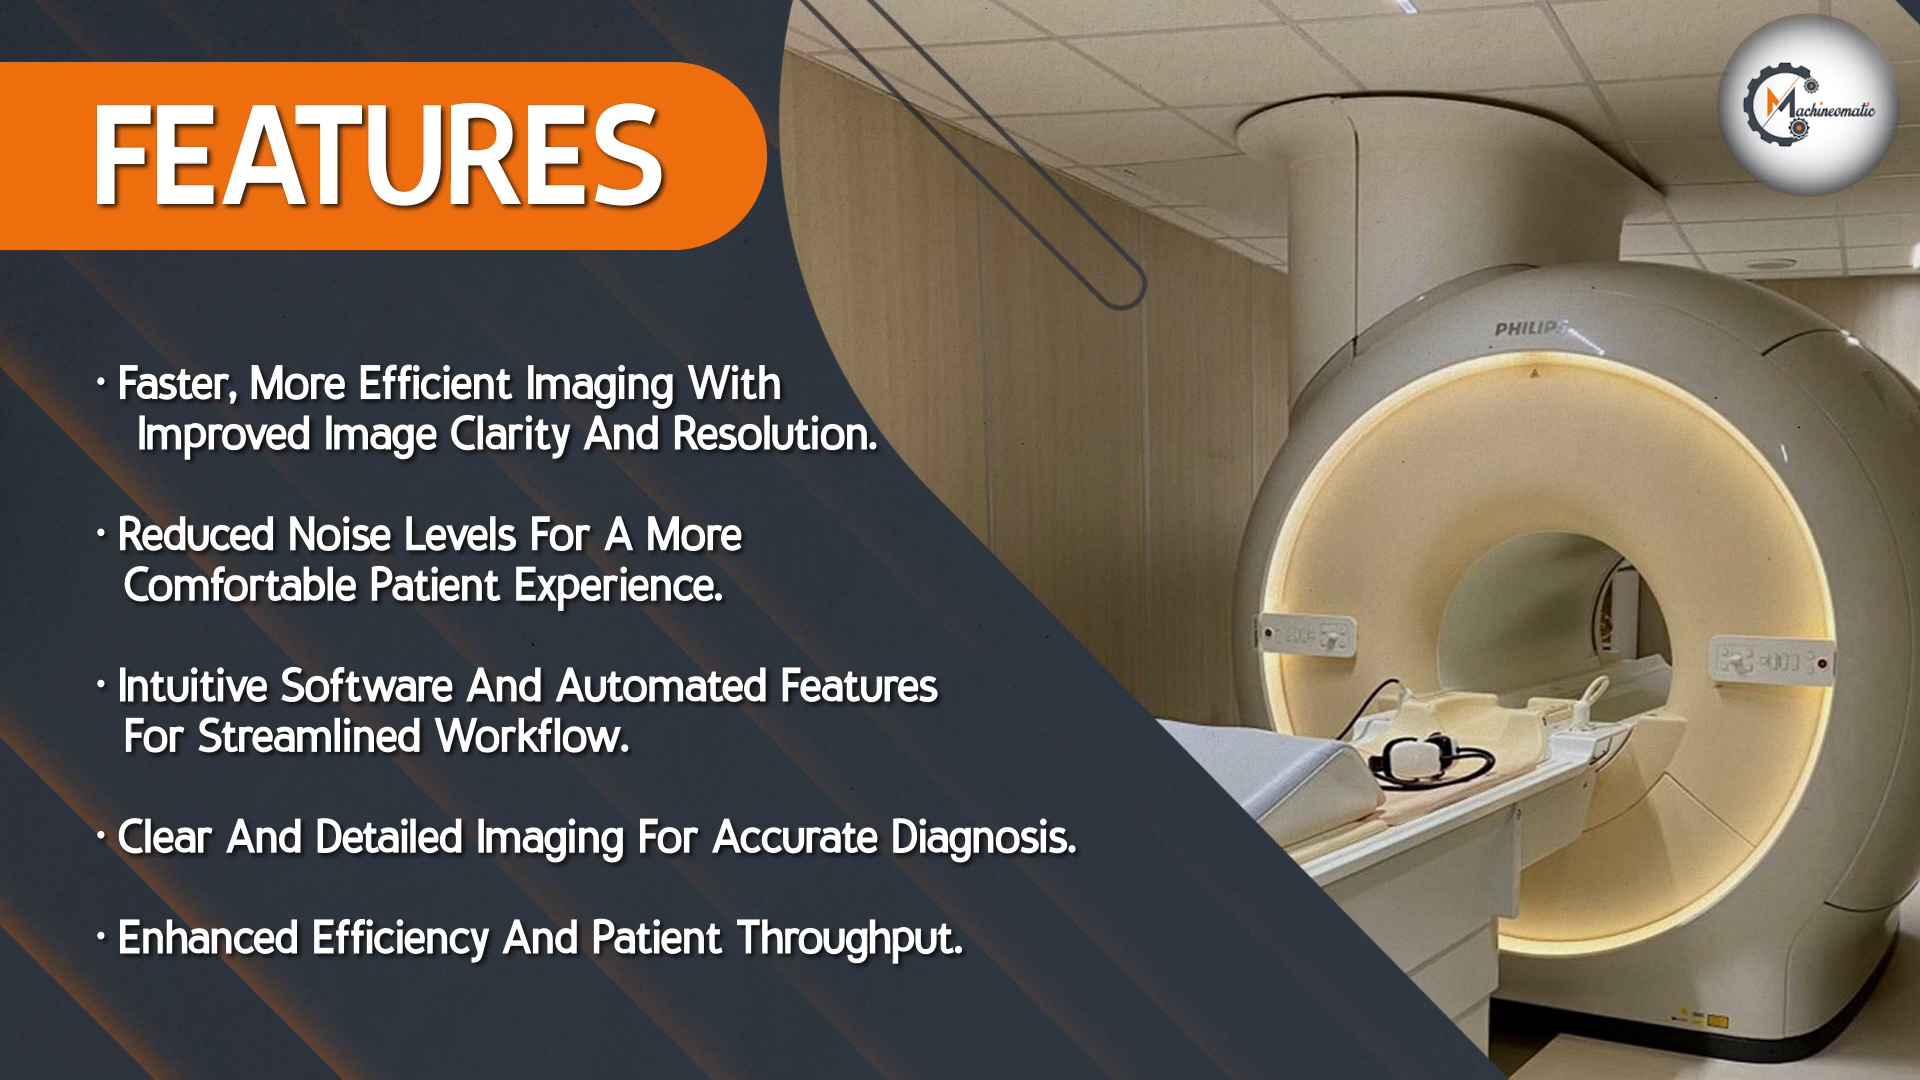 FEATURES
· Faster, More Efficient Imaging With
Improved Image Clarity And Resolution.
· Reduced Noise Levels For A More
Comfortable Patient Experience.
· Intuitive Software And Automated Features
For Streamlined Workflow.
· Clear And Detailed Imaging For Accurate Diagnosis.
· Enhanced Efficiency And Patient Throughput.
Machineomatic
PHILIPS